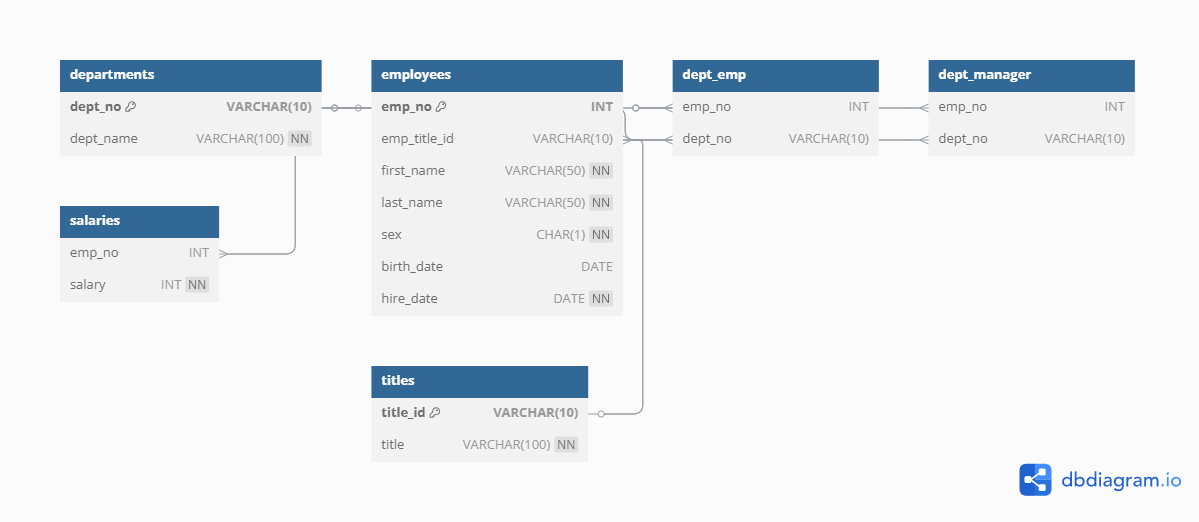 departments
dept_no VARCHAR(10)
dept_name VARCHAR(100) NN
employees
emp_no INT
emp_title_id VARCHAR(10)
first_name VARCHAR(50) NN
last_name VARCHAR(50) NN
sex CHAR(1) NN
birth_date DATE
hire_date DATE NN
dept_emp
emp_no INT
dept_no VARCHAR(10)
dept_manager
emp_no INT
dept_no VARCHAR(10)
salaries
emp_no INT
salary INT NN
titles
title_id VARCHAR(10)
title VARCHAR(100) NN
dbdiagram.io